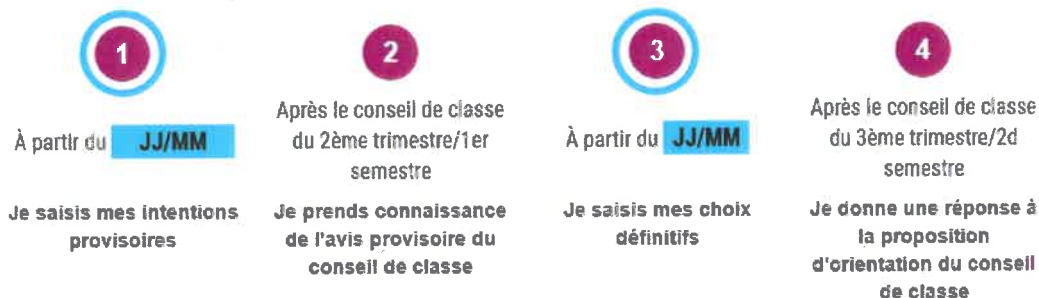 1
À partir du JJ/MM
Je saisis mes intentions
provisoires
2
Après le conseil de classe
du 2ème trimestre/1er
semestre
Je prends connaissance
de l'avis provisoire du
conseil de classe
3
À partir du JJ/MM
Je saisis mes choix
définitifs
4
Après le conseil de classe
du 3ème trimestre/2d
semestre
Je donne une réponse à
la proposition
d'orientation du conseil
de classe